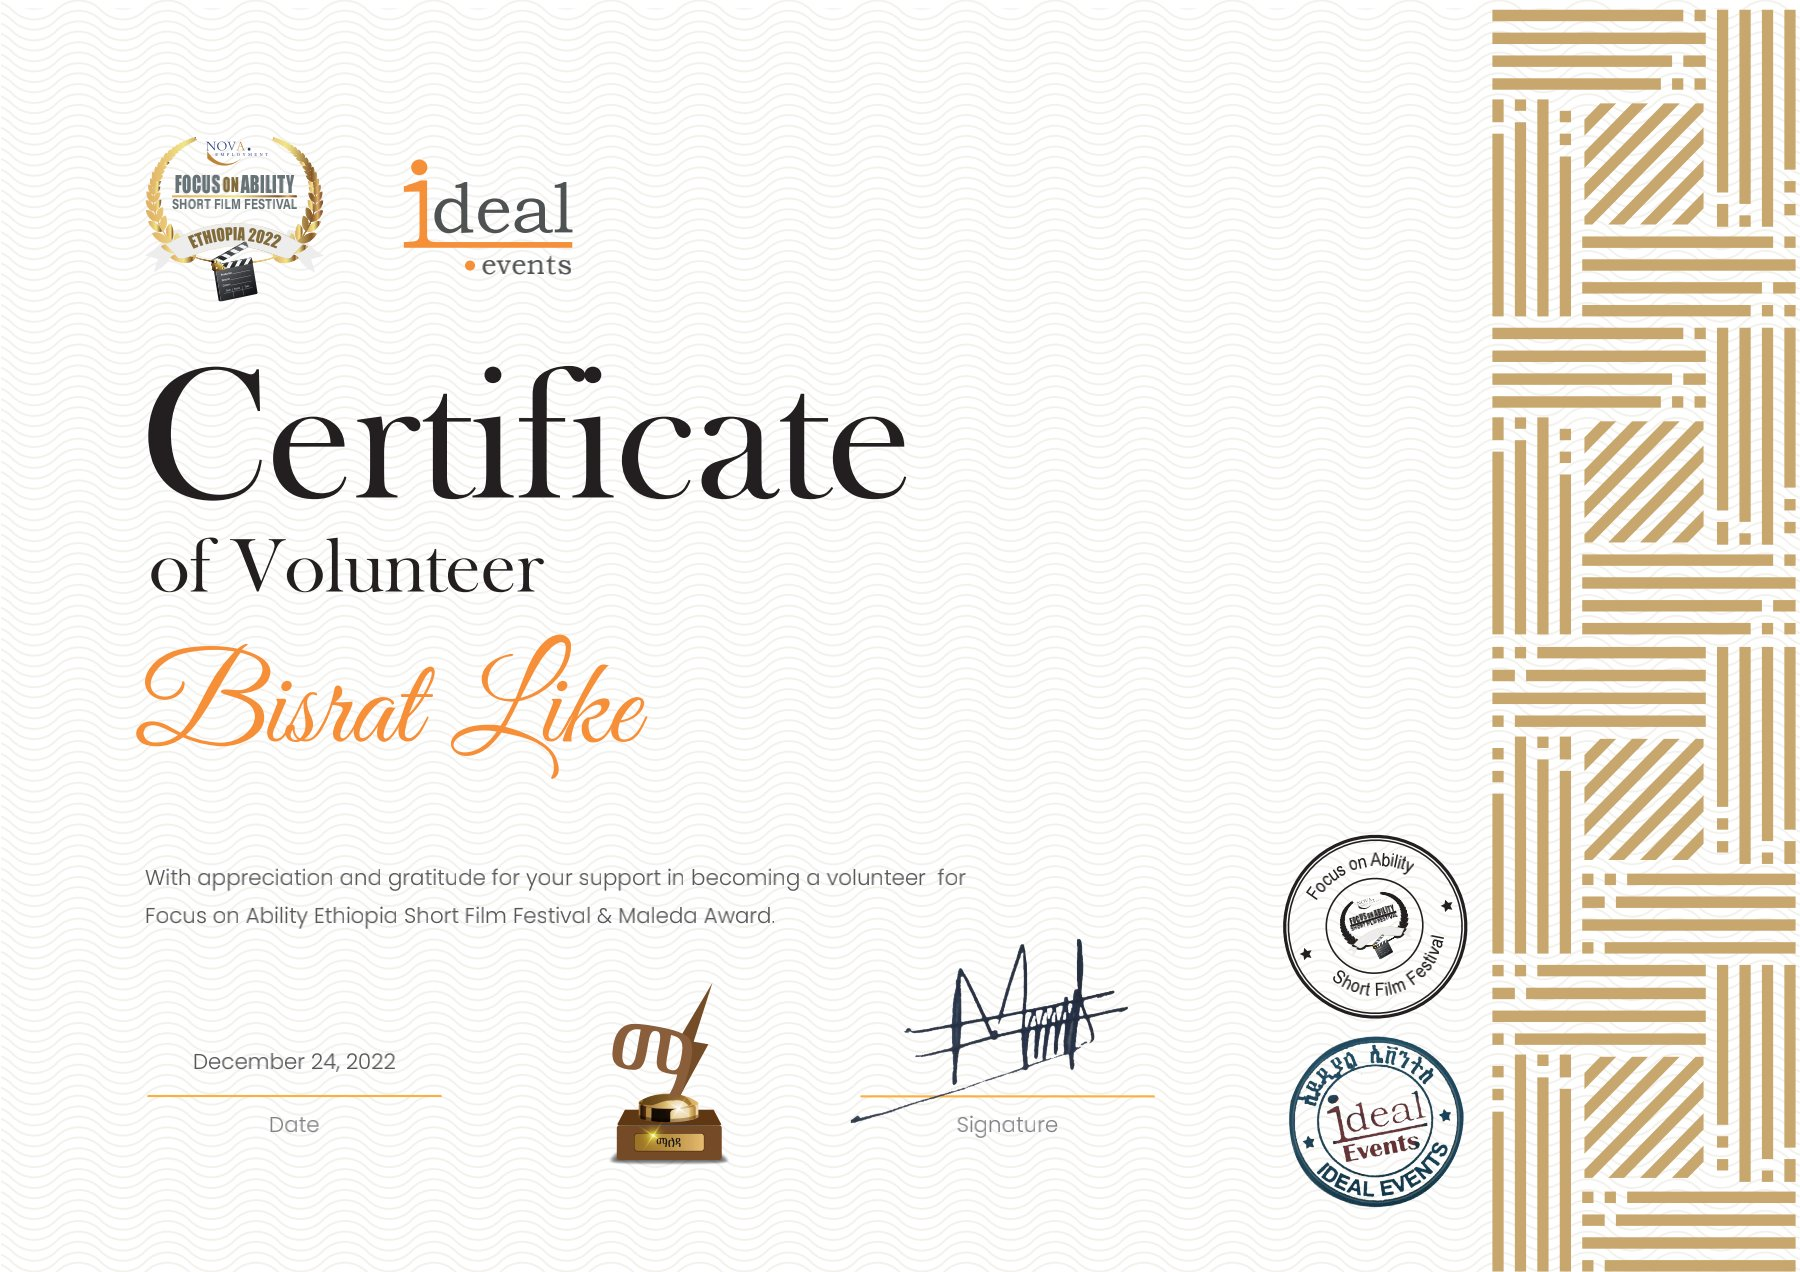 NOVA.
EMPLOYMENT
FOCUS ON ABILITY
SHORT FILM FESTIVAL
ETHIOPIA 2022
ideal
events
Certificate
of Volunteer
Bisrat Like
With appreciation and gratitude for your support in becoming a volunteer for
Focus on Ability Ethiopia Short Film Festival & Maleda Award.
December 24, 2022
Date
መ
ማለዳ
Signature
Focus on Ability
FOCUS ON ABILITY
SHORT FILM FESTIVAL
Short Film Festival
አይዲያል ኢቨንትስ
ideal
Events
IDEAL EVENTS